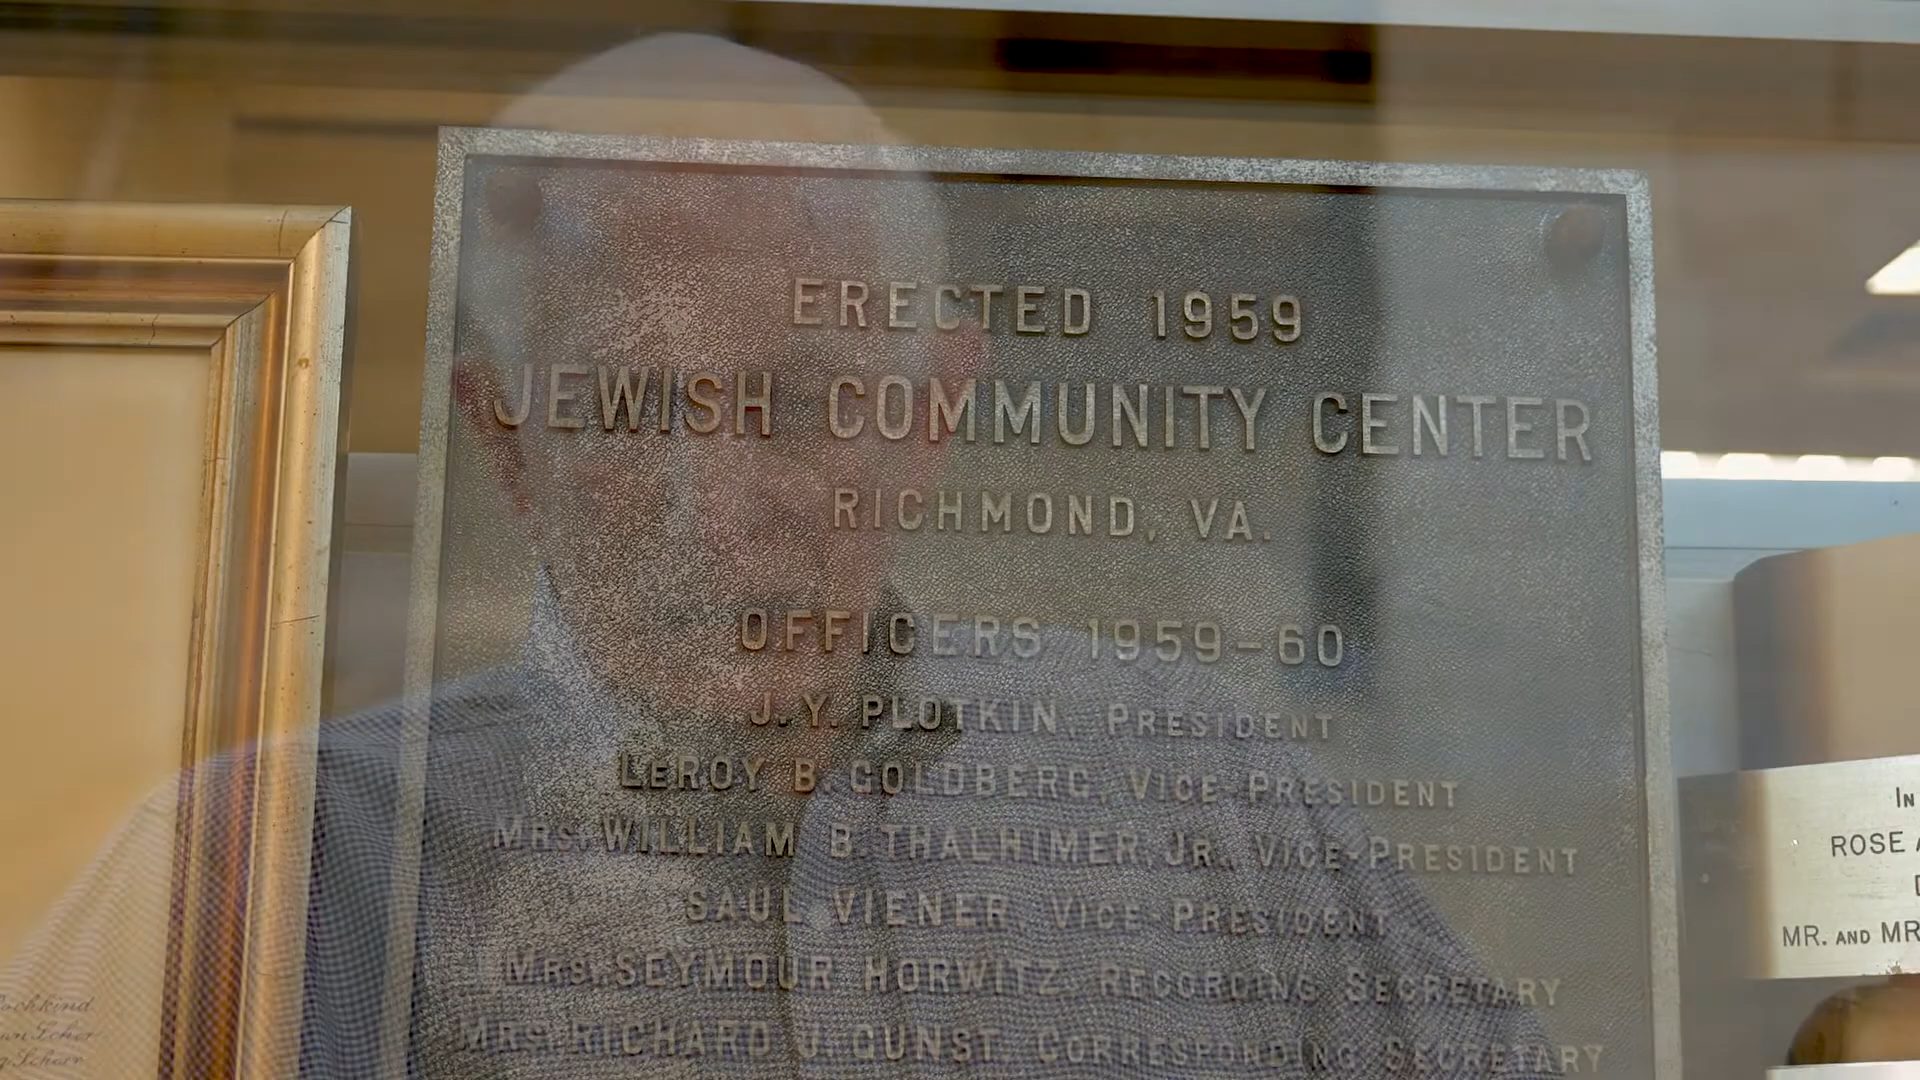 ERECTED 1959
JEWISH COMMUNITY CENTER
RICHMOND, VA.
OFFICERS 1959-60
J. Y. PLOTKIN, PRESIDENT
LEROY B. GOLDBERG, VICE-PRESIDENT
MRS. WILLIAM B. THALHIMER, JR., VICE-PRESIDENT
SAUL VIENER VICE-PRESIDENT
MRS. SEYMOUR HORWITZ, RECORDING SECRETARY
MRS. RICHARD J. GUNST CORRESPONDING SECRETARY
IN
ROSE
MR. AND MR